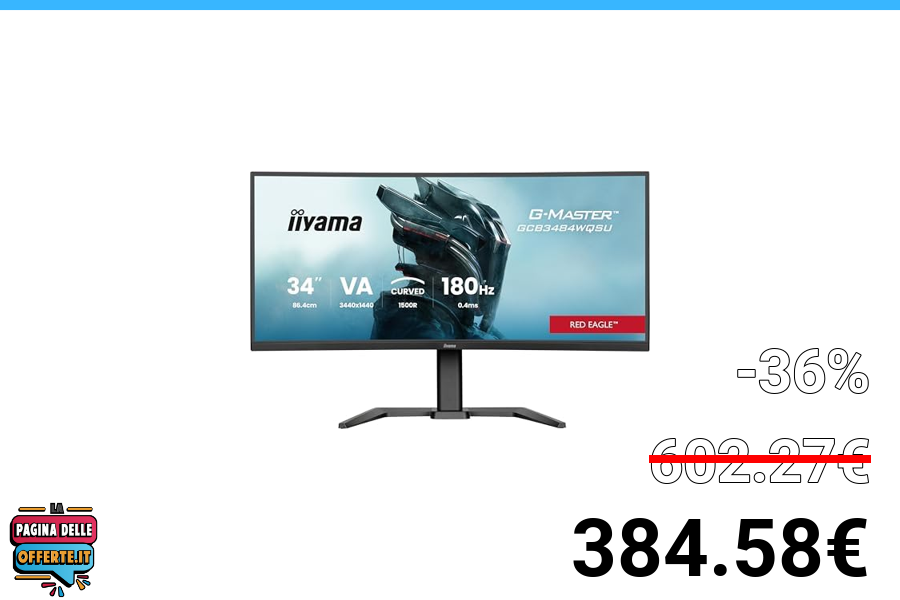 iiyama
G-MASTER™
GCB3484WQSU
34" VA CURVED 180Hz
86.4cm 3440x1440 1500R 0.4ms
RED EAGLE™
iiyama
-36%
602.27€
384.58€
LA
PAGINA DELLE
OFFERTE.IT